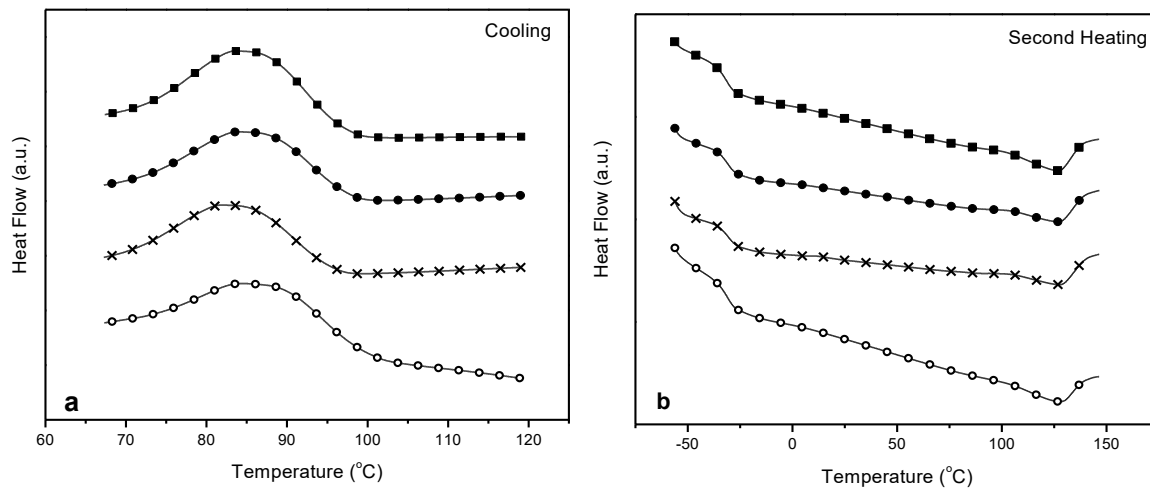 Cooling
Heat Flow (a.u.)
a
60 70 80 90 100 110 120
Temperature (°C)
Second Heating
Heat Flow (a.u.)
b
-50 0 50 100 150
Temperature (°C)